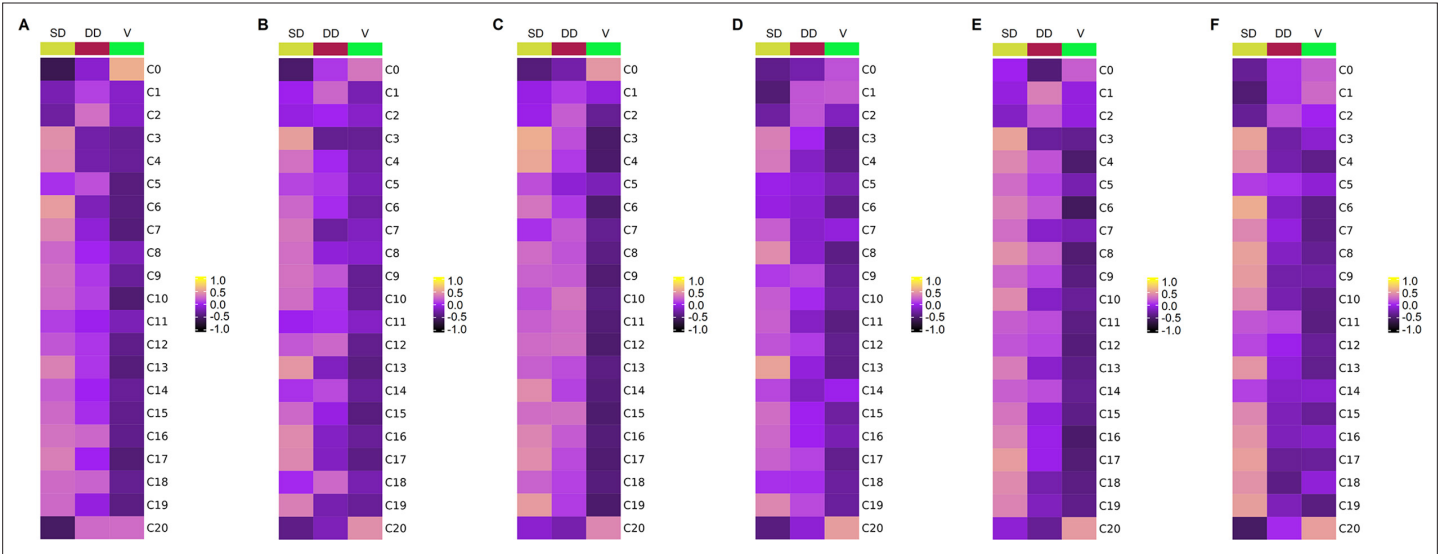 A B C D E F
SD DD V SD DD V SD DD V SD DD V SD DD V SD DD V
C0 C0 C0 C0 C0 C0
C1 C1 C1 C1 C1 C1
C2 C2 C2 C2 C2 C2
C3 C3 C3 C3 C3 C3
C4 C4 C4 C4 C4 C4
C5 C5 C5 C5 C5 C5
C6 C6 C6 C6 C6 C6
C7 C7 C7 C7 C7 C7
C8 C8 C8 C8 C8 C8
C9 1.0 C9 1.0 C9 1.0 C9 1.0 C9 1.0 C9 1.0
0.5 0.5 0.5 0.5 0.5 0.5
C10 0.0 C10 0.0 C10 0.0 C10 0.0 C10 0.0 C10 0.0
-0.5 -0.5 -0.5 -0.5 -0.5 -0.5
C11 -1.0 C11 -1.0 C11 -1.0 C11 -1.0 C11 -1.0 C11 -1.0
C12 C12 C12 C12 C12 C12
C13 C13 C13 C13 C13 C13
C14 C14 C14 C14 C14 C14
C15 C15 C15 C15 C15 C15
C16 C16 C16 C16 C16 C16
C17 C17 C17 C17 C17 C17
C18 C18 C18 C18 C18 C18
C19 C19 C19 C19 C19 C19
C20 C20 C20 C20 C20 C20